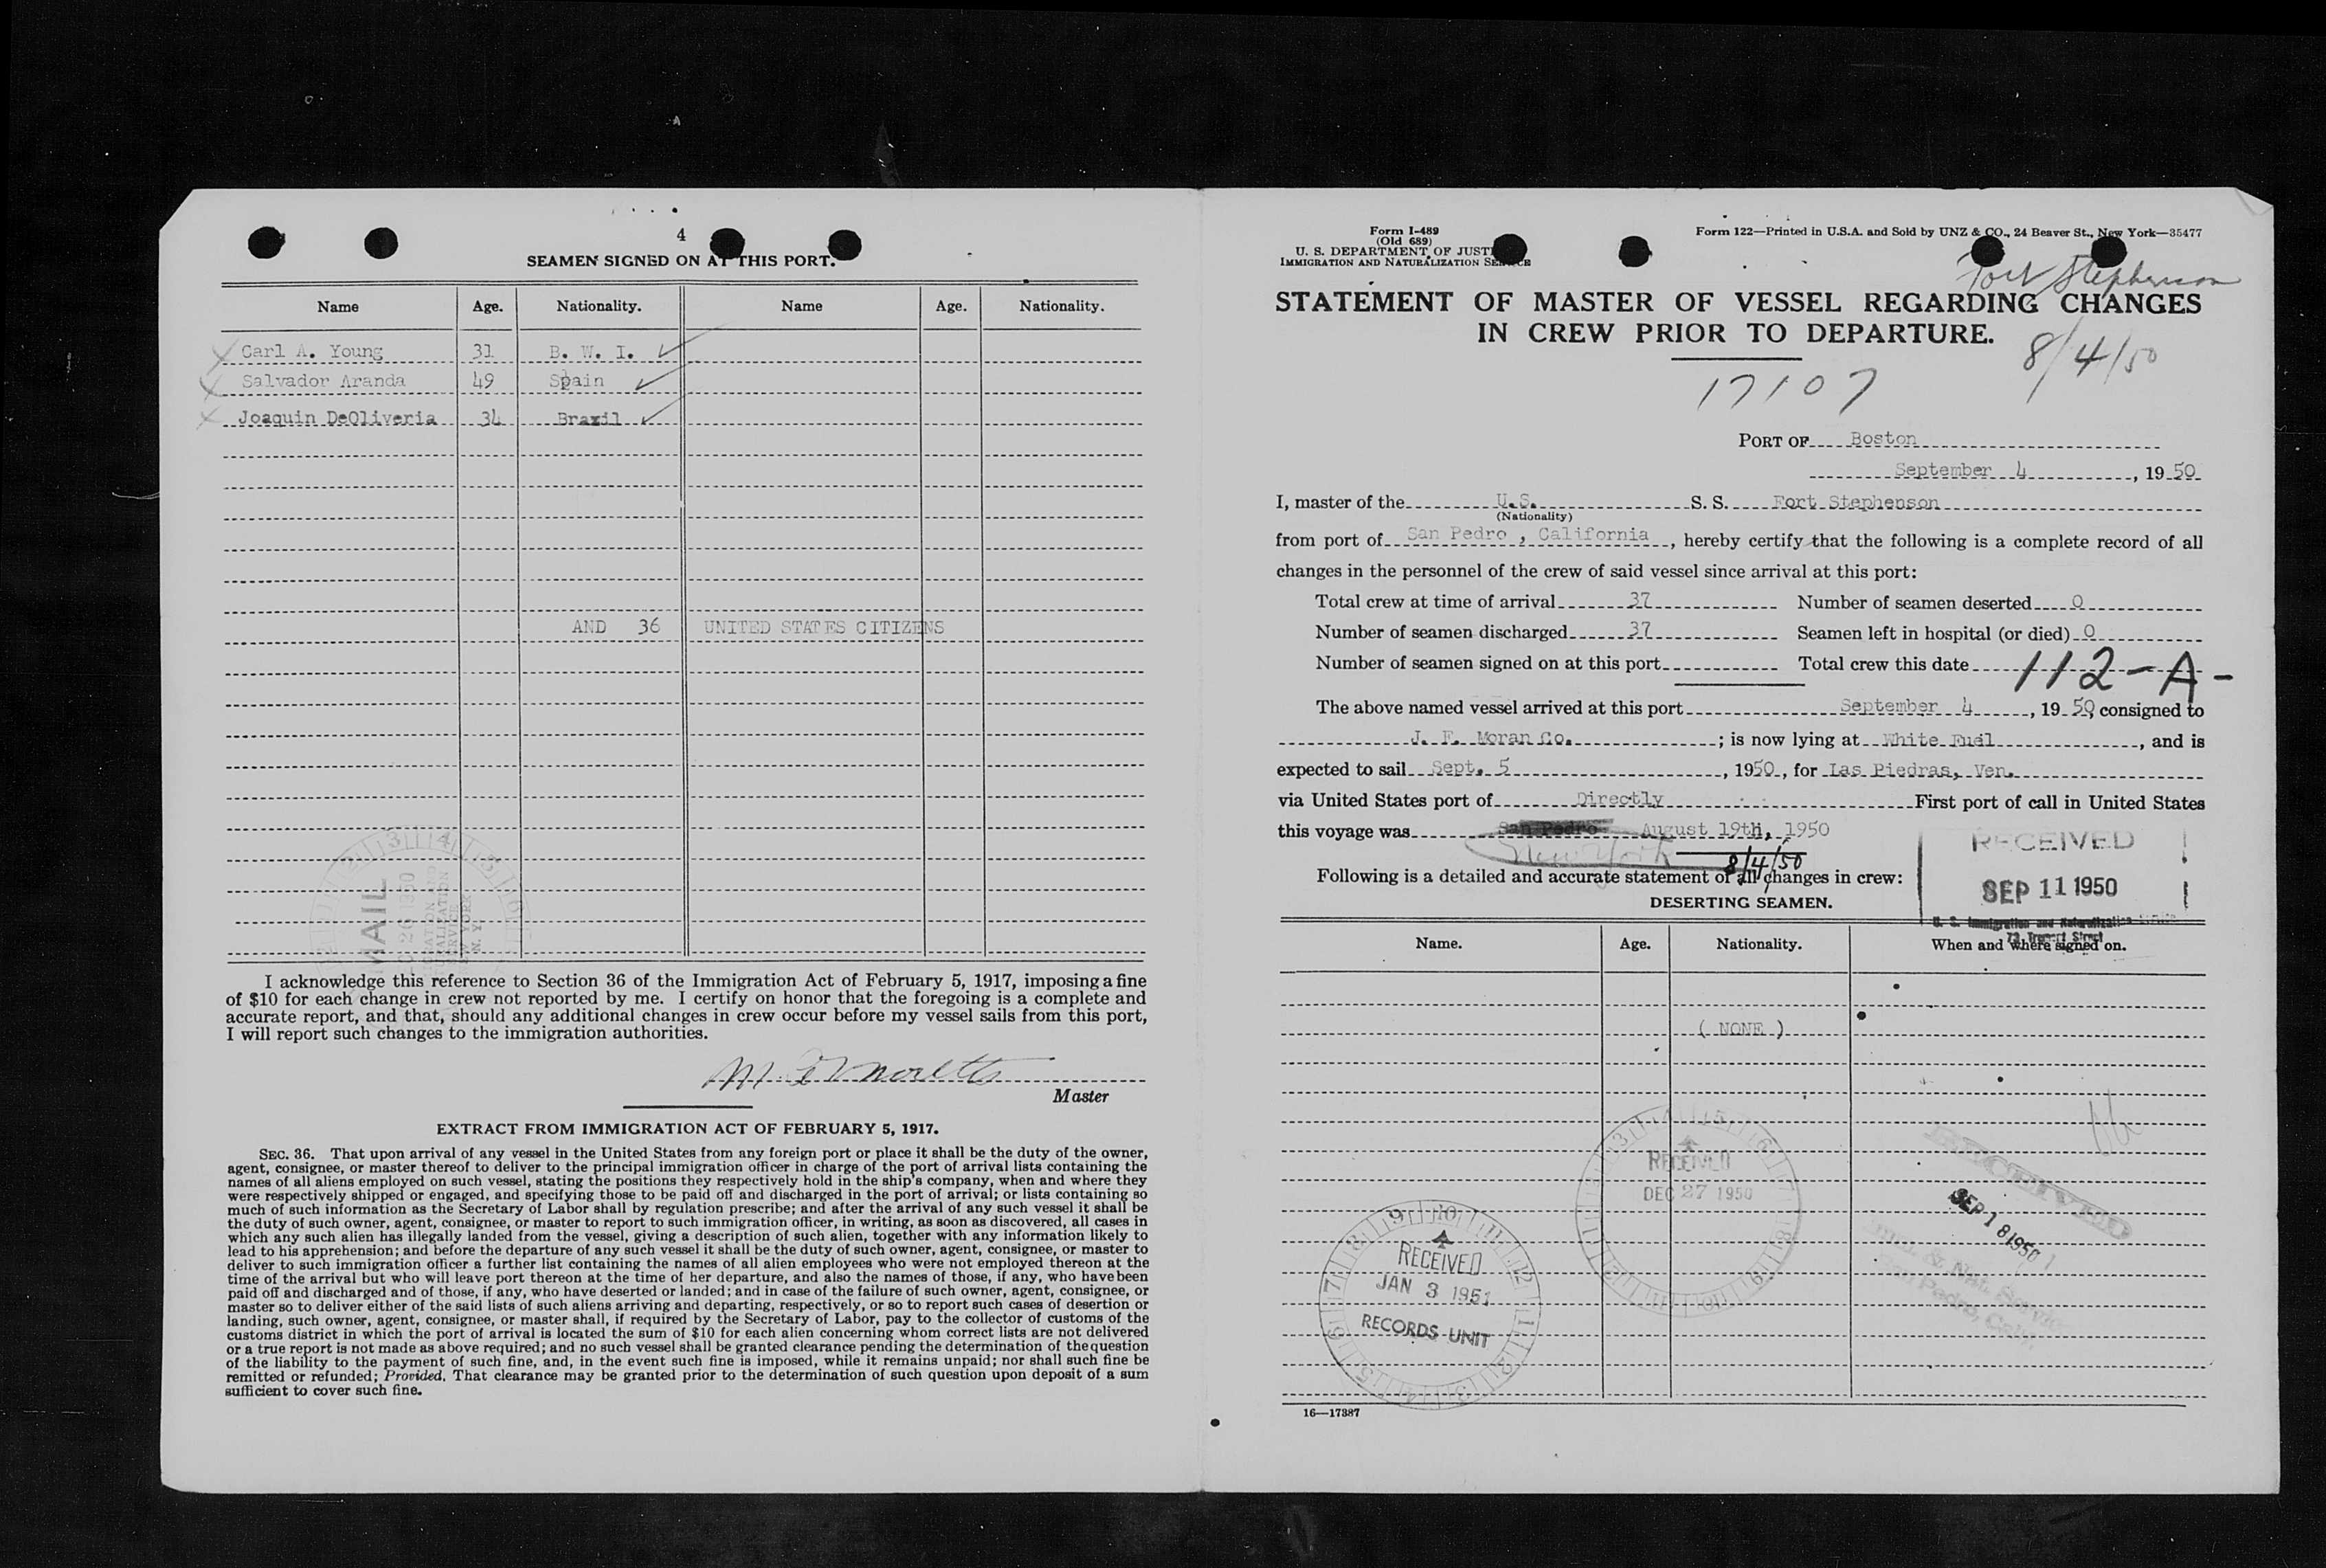 4
SEAMEN SIGNED ON AT THIS PORT.
Name Age. Nationality. Name Age. Nationality.
Carl A. Young 31 B. W. I.
Salvador Aranda 49 Spain
Joaquin DeOliveria 34 Brazil
AND 36 UNITED STATES CITIZENS
MAIL
I acknowledge this reference to Section 36 of the Immigration Act of February 5, 1917, imposing a fine
of $10 for each change in crew not reported by me. I certify on honor that the foregoing is a complete and
accurate report, and that, should any additional changes in crew occur before my vessel sails from this port,
I will report such changes to the immigration authorities.
Master
EXTRACT FROM IMMIGRATION ACT OF FEBRUARY 5, 1917.
SEC. 36. That upon arrival of any vessel in the United States from any foreign port or place it shall be the duty of the owner,
agent, consignee, or master thereof to deliver to the principal immigration officer in charge of the port of arrival lists containing the
names of all aliens employed on such vessel, stating the positions they respectively hold in the ship's company, when and where they
were respectively shipped or engaged, and specifying those to be paid off and discharged in the port of arrival; or lists containing so
much of such information as the Secretary of Labor shall by regulation prescribe; and after the arrival of any such vessel it shall be
the duty of such owner, agent, consignee, or master to report to such immigration officer, in writing, as soon as discovered, all cases in
which any such alien has illegally landed from the vessel, giving a description of such alien, together with any information likely to
lead to his apprehension; and before the departure of any such vessel it shall be the duty of such owner, agent, consignee, or master to
deliver to such immigration officer a further list containing the names of all alien employees who were not employed thereon at the
time of the arrival but who will leave port thereon at the time of her departure, and also the names of those, if any, who have been
paid off and discharged and of those, if any, who have deserted or landed; and in case of the failure of such owner, agent, consignee, or
master so to deliver either of the said lists of such aliens arriving and departing, respectively, or so to report such cases of desertion or
landing, such owner, agent, consignee, or master shall, if required by the Secretary of Labor, pay to the collector of customs of the
customs district in which the port of arrival is located the sum of $10 for each alien concerning whom correct lists are not delivered
or a true report is not made as above required; and no such vessel shall be granted clearance pending the determination of the question
of the liability to the payment of such fine, and, in the event such fine is imposed, while it remains unpaid; nor shall such fine be
remitted or refunded; Provided, That clearance may be granted prior to the determination of such question upon deposit of a sum
sufficient to cover such fine.
Form I-489
(Old 689)
U. S. DEPARTMENT OF JUSTICE
IMMIGRATION AND NATURALIZATION SERVICE
Form 122—Printed in U.S.A. and Sold by UNZ & CO., 24 Beaver St., New York—35477
Fort Stephenson
STATEMENT OF MASTER OF VESSEL REGARDING CHANGES
IN CREW PRIOR TO DEPARTURE.
8/4/50
17107
PORT OF Boston
September 4, 1950
I, master of the U.S. S. S. Fort Stephenson
(Nationality)
from port of San Pedro, California, hereby certify that the following is a complete record of all
changes in the personnel of the crew of said vessel since arrival at this port:
Total crew at time of arrival 37 Number of seamen deserted 0
Number of seamen discharged 37 Seamen left in hospital (or died) 0
Number of seamen signed on at this port Total crew this date
112-A-
The above named vessel arrived at this port September 4, 1950, consigned to
J. F. Moran Co. ; is now lying at White Fuel, and is
expected to sail Sept. 5, 1950, for Las Piedras, Ven.
via United States port of Directly First port of call in United States
this voyage was San Pedro August 19th, 1950
New York 8/4/50
Following is a detailed and accurate statement of all changes in crew:
RECEIVED
SEP 11 1950
U. S. Immigration and Naturalization Service
73 Tremont Street
DESERTING SEAMEN.
Name. Age. Nationality. When and where signed on.
( NONE )
RECEIVED
DEC 27 1950
RECEIVED
SEP 18 1950
Imm. & Nat. Service
San Pedro, Calif.
RECEIVED
JAN 3 1951
RECORDS UNIT
16—17387